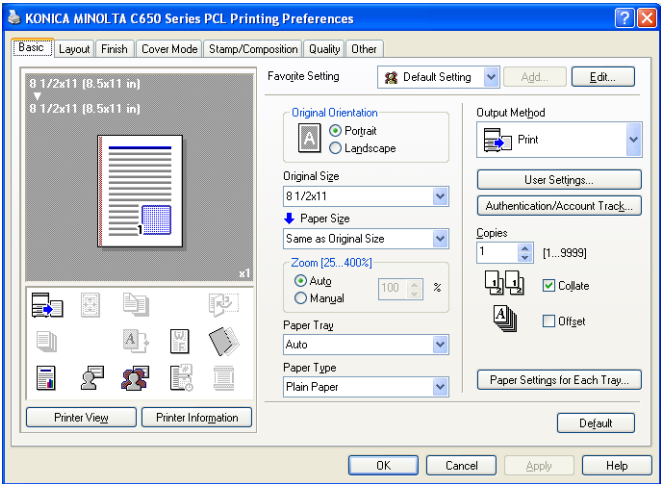 KONICA MINOLTA C650 Series PCL Printing Preferences
Basic Layout Finish Cover Mode Stamp/Composition Quality Other
8 1/2x11 (8.5x11 in)
8 1/2x11 (8.5x11 in)
1
x1
Printer View Printer Information
Favorite Setting Default Setting Add... Edit...
Original Orientation
A
Portrait
Landscape
Original Size
8 1/2x11
Paper Size
Same as Original Size
Zoom [25...400%]
Auto
Manual
100 %
Paper Tray
Auto
Paper Type
Plain Paper
Output Method
Print
User Settings...
Authentication/Account Track...
Copies
1 [1...9999]
Collate
Offset
Paper Settings for Each Tray...
Default
OK Cancel Apply Help